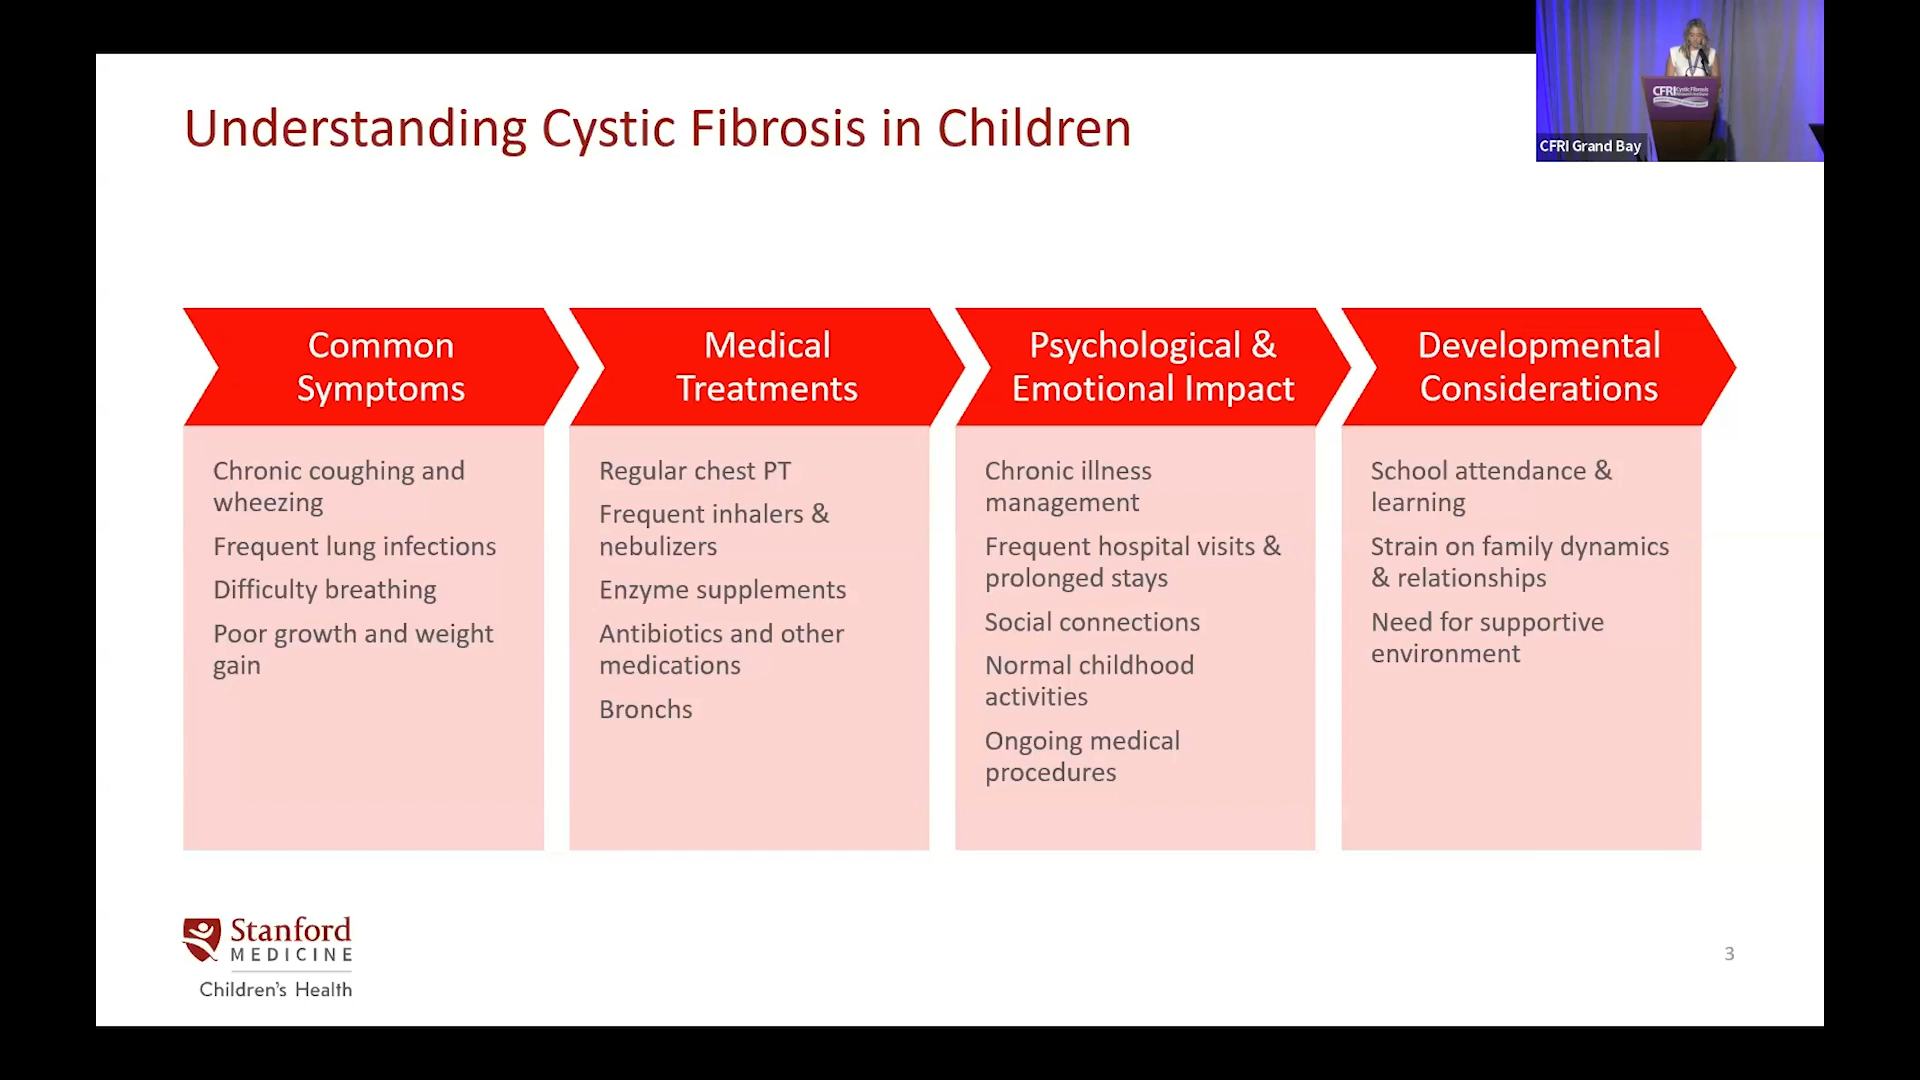 Understanding Cystic Fibrosis in Children
CFRI Cystic Fibrosis
CFRI Grand Bay
Common
Symptoms
Chronic coughing and
wheezing
Frequent lung infections
Difficulty breathing
Poor growth and weight
gain
Medical
Treatments
Regular chest PT
Frequent inhalers &
nebulizers
Enzyme supplements
Antibiotics and other
medications
Bronchs
Psychological &
Emotional Impact
Chronic illness
management
Frequent hospital visits &
prolonged stays
Social connections
Normal childhood
activities
Ongoing medical
procedures
Developmental
Considerations
School attendance &
learning
Strain on family dynamics
& relationships
Need for supportive
environment
Stanford
MEDICINE
Children's Health
3